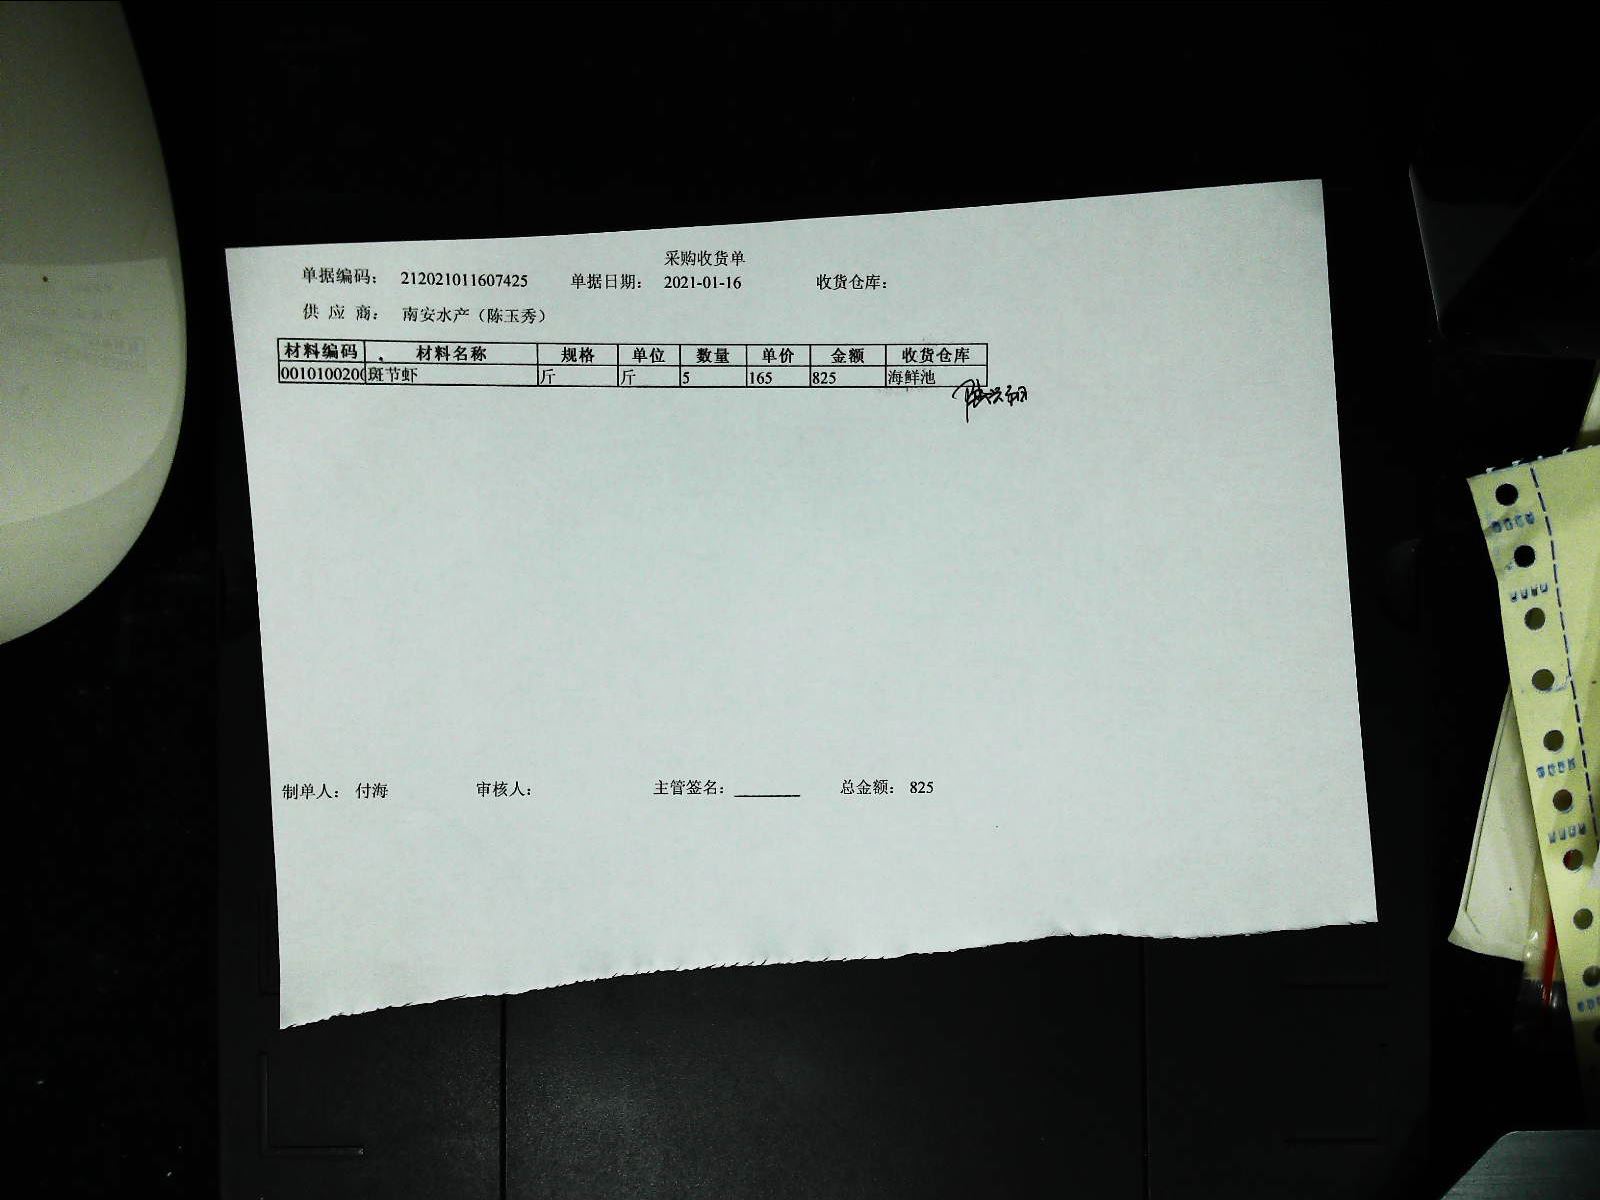 采购收货单
单据编码： 212021011607425 单据日期： 2021-01-16 收货仓库：
供 应 商： 南安水产（陈玉秀）
材料编码 材料名称 规格 单位 数量 单价 金额 收货仓库
0010100200 斑节虾 斤 斤 5 165 825 海鲜池
制单人： 付海 审核人： 主管签名：________ 总金额： 825